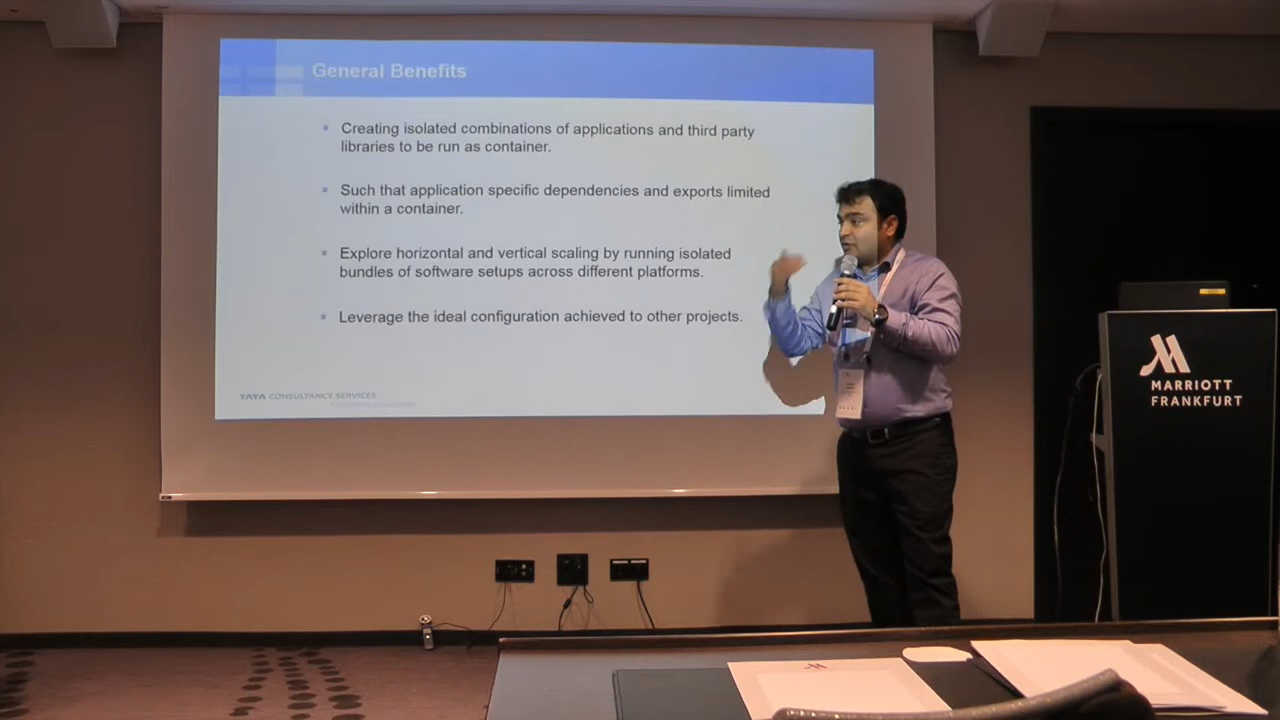 General Benefits
Creating isolated combinations of applications and third party
libraries to be run as container.
Such that application specific dependencies and exports limited
within a container.
Explore horizontal and vertical scaling by running isolated
bundles of software setups across different platforms.
Leverage the ideal configuration achieved to other projects.
TATA CONSULTANCY SERVICES
MARRIOTT
FRANKFURT